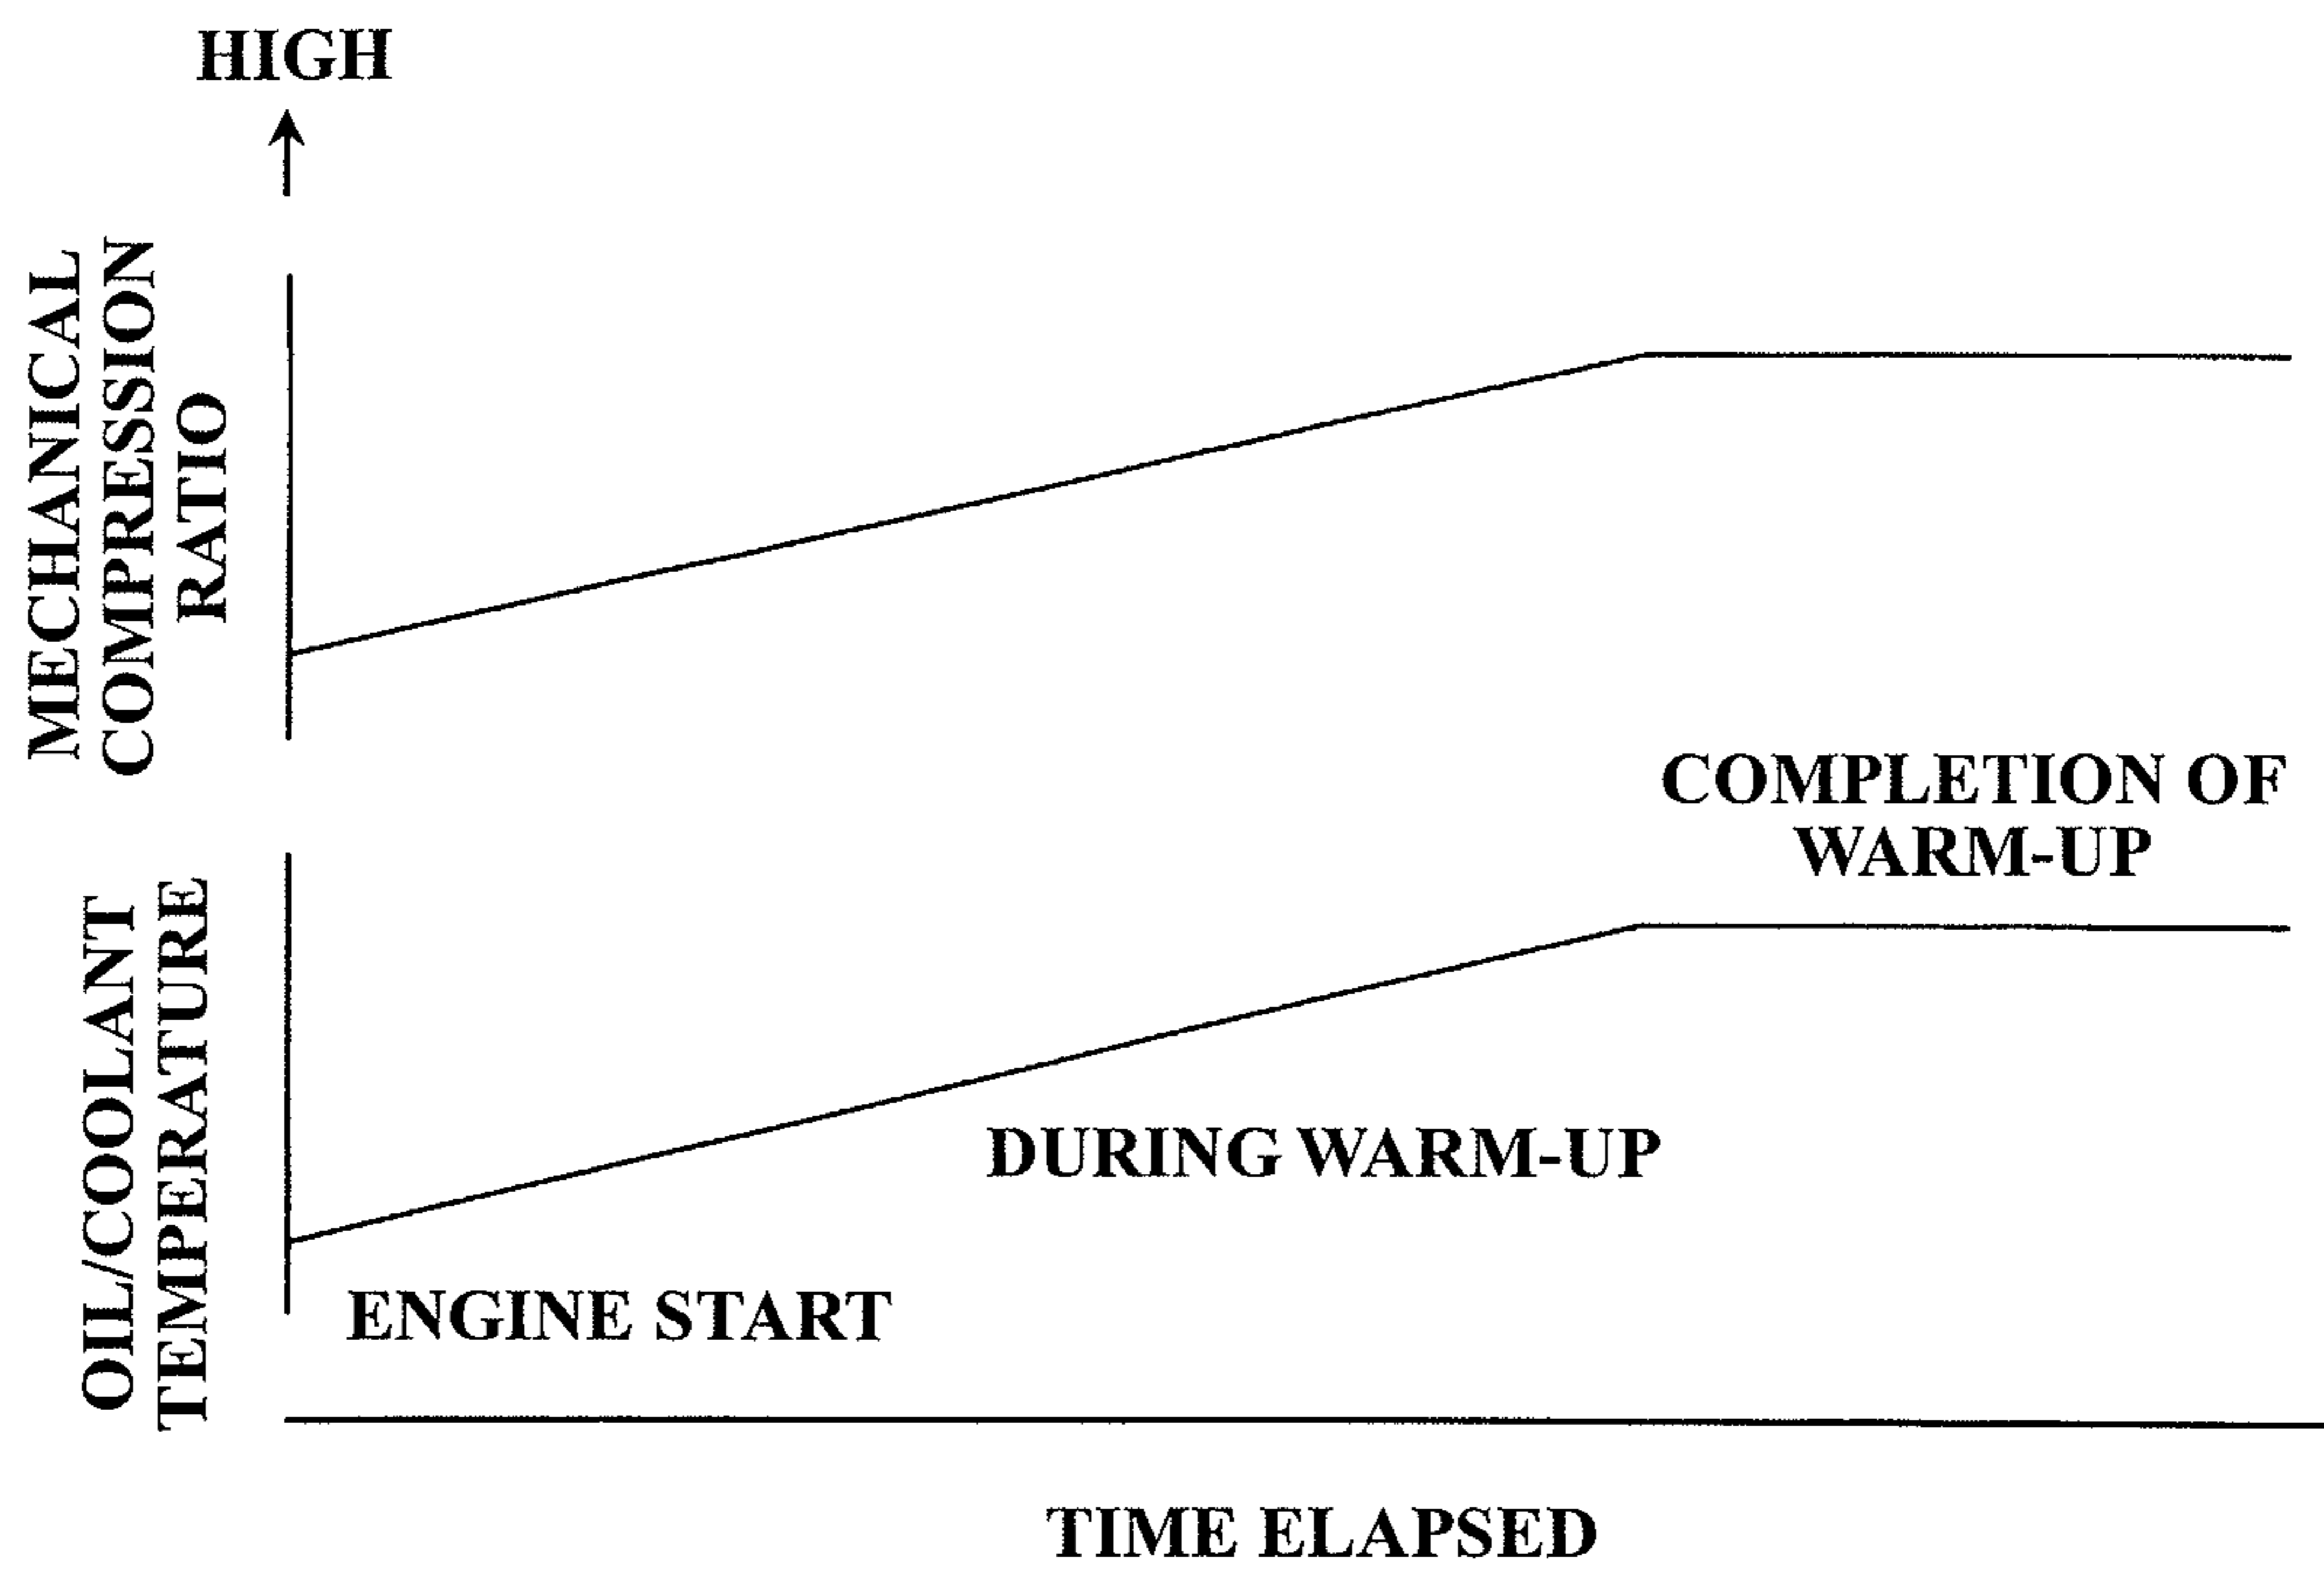 HIGH
MECHANICAL
COMPRESSION
RATIO
COMPLETION OF
WARM-UP
OIL/COOLANT
TEMPERATURE
DURING WARM-UP
ENGINE START
TIME ELAPSED